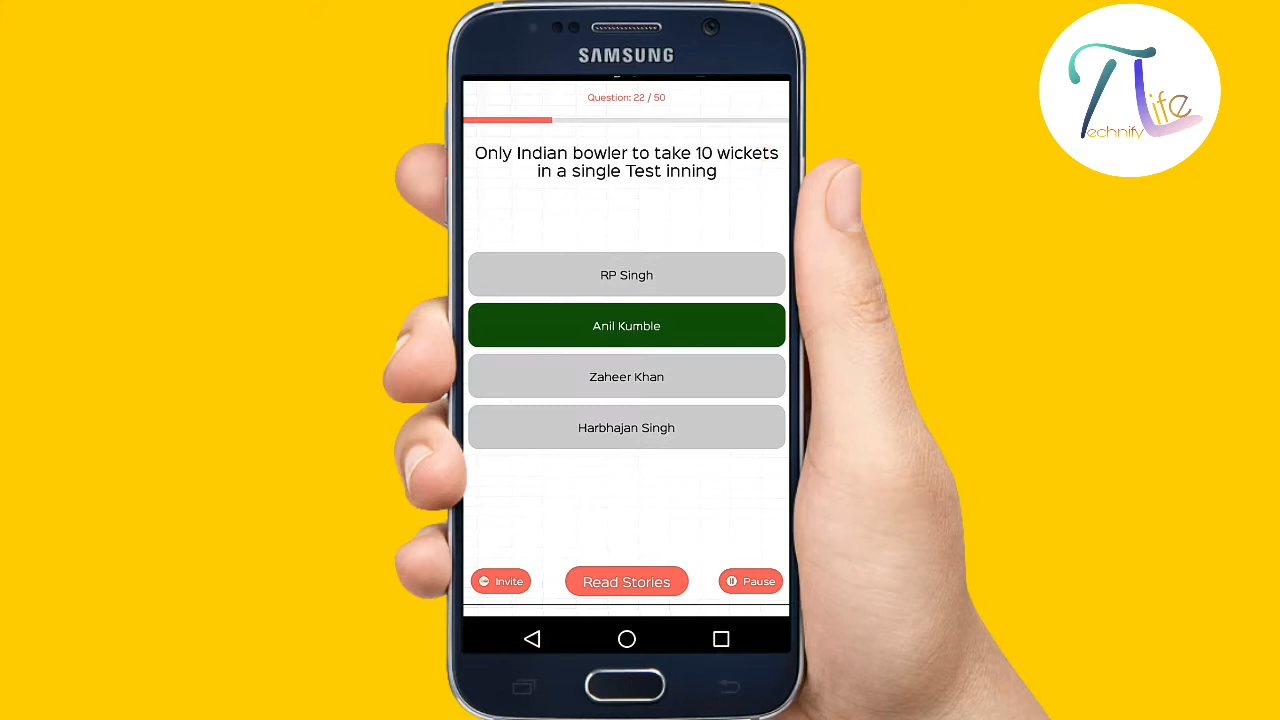 SAMSUNG
Question: 22 / 50
Only Indian bowler to take 10 wickets
in a single Test inning
RP Singh
Anil Kumble
Zaheer Khan
Harbhajan Singh
Invite
Read Stories
Pause
Technify
Life